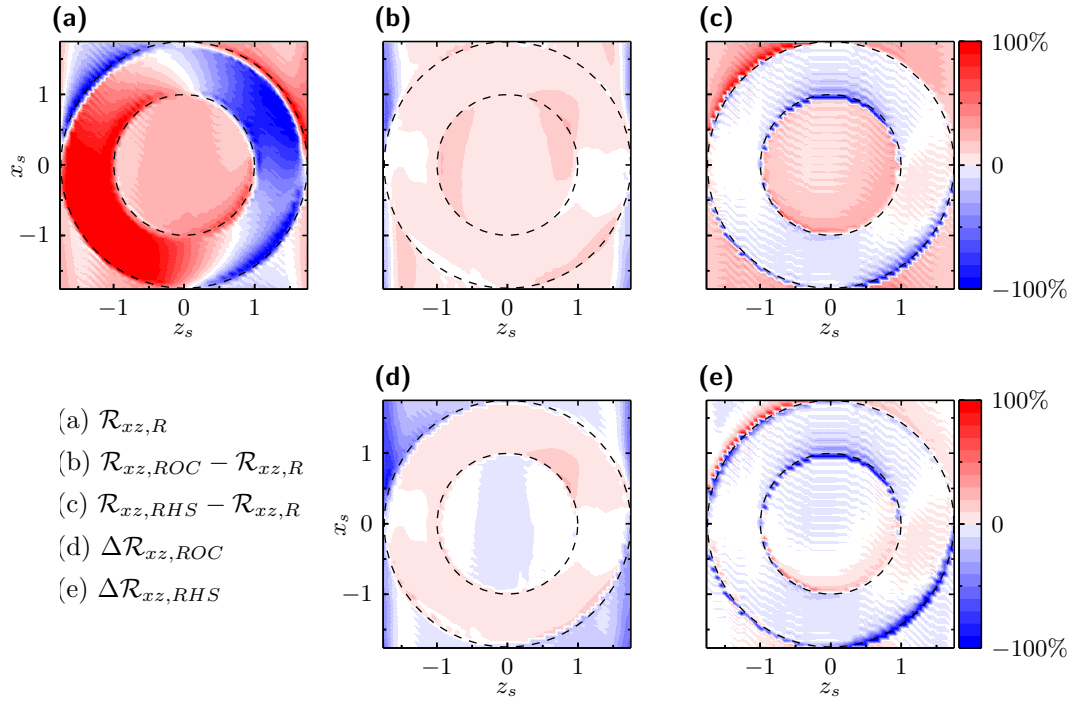 (a)
(b)
(c)
x_s
1
0
−1
−1 0 1
z_s
−1 0 1
z_s
−1 0 1
z_s
100%
0
−100%
(d)
(e)
(a) ℛ_{xz,R}
(b) ℛ_{xz,ROC} − ℛ_{xz,R}
(c) ℛ_{xz,RHS} − ℛ_{xz,R}
(d) Δℛ_{xz,ROC}
(e) Δℛ_{xz,RHS}
x_s
1
0
−1
−1 0 1
z_s
−1 0 1
z_s
100%
0
−100%